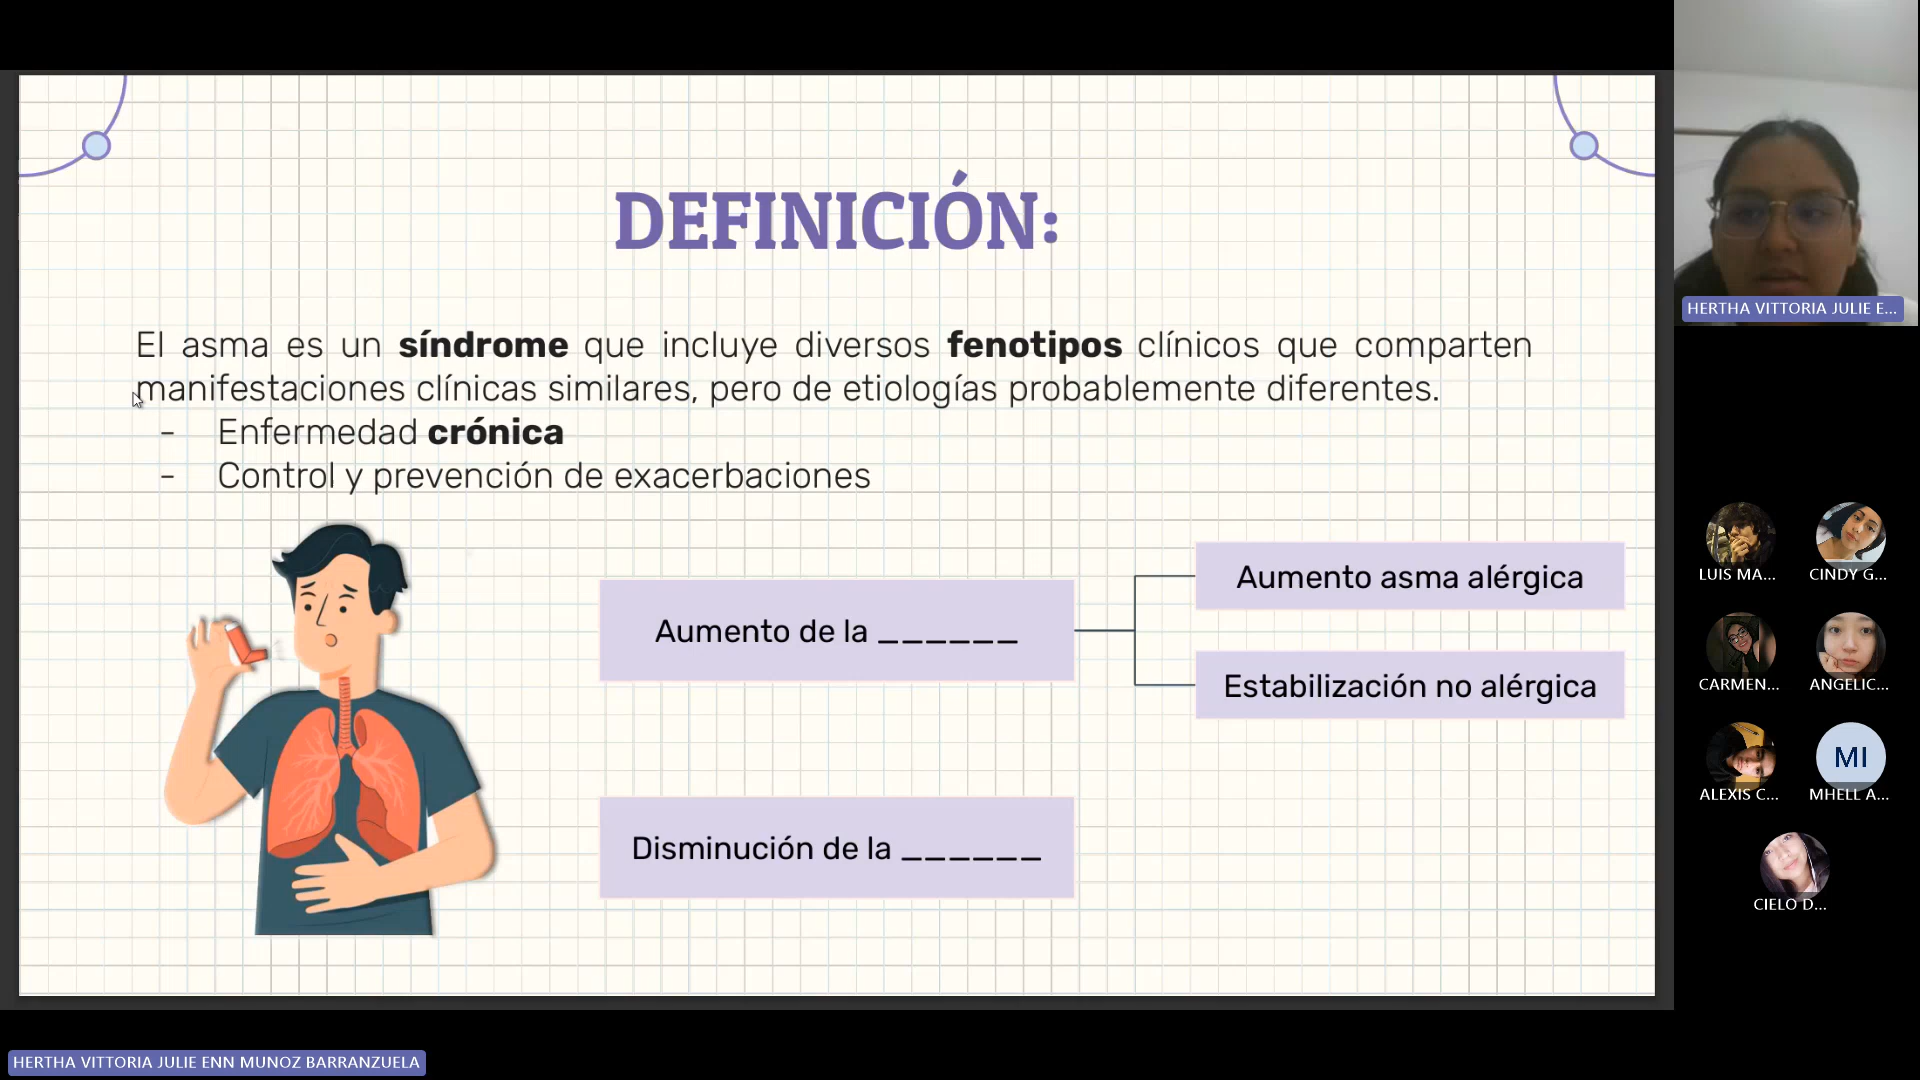 DEFINICIÓN:
El asma es un síndrome que incluye diversos fenotipos clínicos que comparten
manifestaciones clínicas similares, pero de etiologías probablemente diferentes.
- Enfermedad crónica
- Control y prevención de exacerbaciones
Aumento de la ______
Aumento asma alérgica
Estabilización no alérgica
Disminución de la ______
HERTHA VITTORIA JULIE E...
LUIS MA...
CINDY G...
CARMEN...
ANGELIC...
ALEXIS C...
MI
MHELL A...
CIELO D...
HERTHA VITTORIA JULIE ENN MUNOZ BARRANZUELA